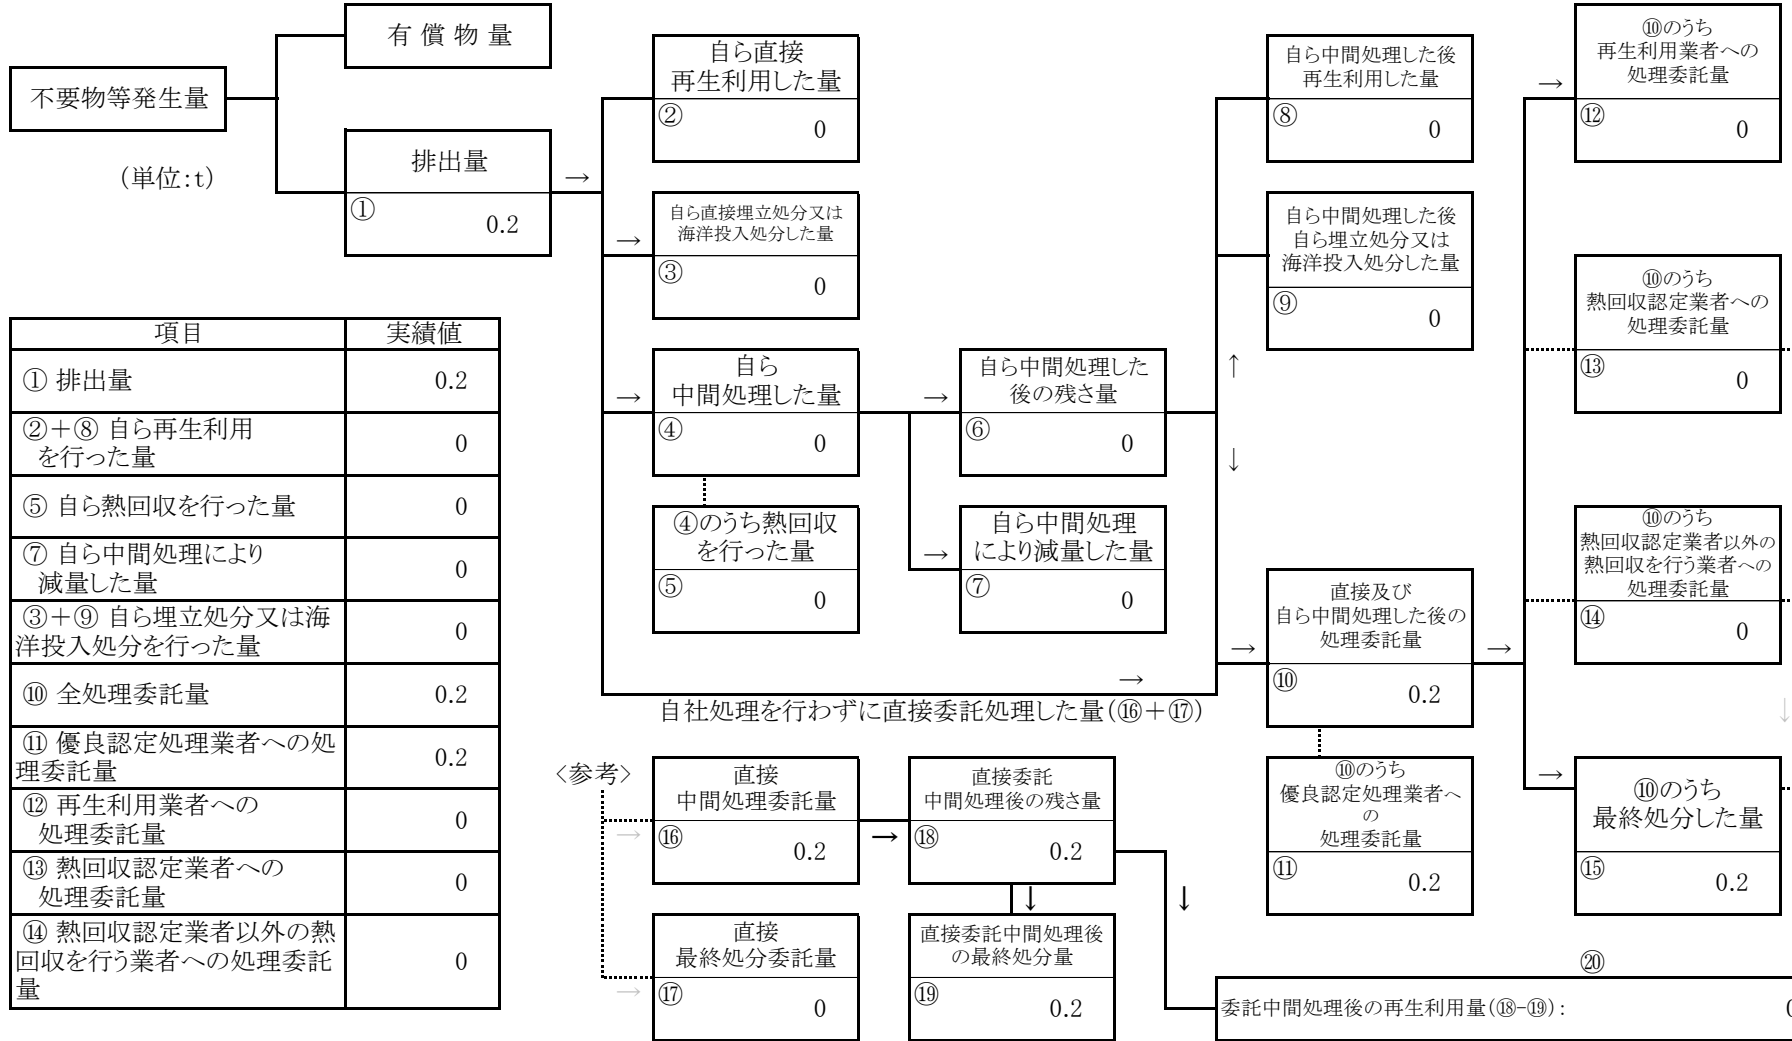 不要物等発生量
(単位:t)
有 償 物 量
排出量
①
0.2
→
自ら直接
再生利用した量
②
0
→
自ら直接埋立処分又は
海洋投入処分した量
③
0
→
自ら
中間処理した量
④
0
④のうち熱回収
を行った量
⑤
0
→
自ら中間処理した
後の残さ量
⑥
0
→
自ら中間処理
により減量した量
⑦
0
自ら中間処理した後
再生利用した量
⑧
0
自ら中間処理した後
自ら埋立処分又は
海洋投入処分した量
⑨
0
↑
↓
→
直接及び
自ら中間処理した後の
処理委託量
⑩
0.2
⑩のうち
優良認定処理業者へ
の
処理委託量
⑪
0.2
→
→
⑩のうち
再生利用業者への
処理委託量
⑫
0
⑩のうち
熱回収認定業者への
処理委託量
⑬
0
⑩のうち
熱回収認定業者以外の
熱回収を行う業者への
処理委託量
⑭
0
↓
→
⑩のうち
最終処分した量
⑮
0.2
→
自社処理を行わずに直接委託処理した量(⑯+⑰)
項目 実績値
① 排出量 0.2
②+⑧ 自ら再生利用
を行った量
0
⑤ 自ら熱回収を行った量 0
⑦ 自ら中間処理により
減量した量
0
③+⑨ 自ら埋立処分又は海
洋投入処分を行った量
0
⑩ 全処理委託量 0.2
⑪ 優良認定処理業者への処
理委託量
0.2
⑫ 再生利用業者への
処理委託量
0
⑬ 熱回収認定業者への
処理委託量
0
⑭ 熱回収認定業者以外の熱
回収を行う業者への処理委託
量
0
〈参考〉
→
直接
中間処理委託量
⑯
0.2
→
直接委託
中間処理後の残さ量
⑱
0.2
↓
↓
→
直接
最終処分委託量
⑰
0
直接委託中間処理後
の最終処分量
⑲
0.2
⑳
委託中間処理後の再生利用量(⑱-⑲):